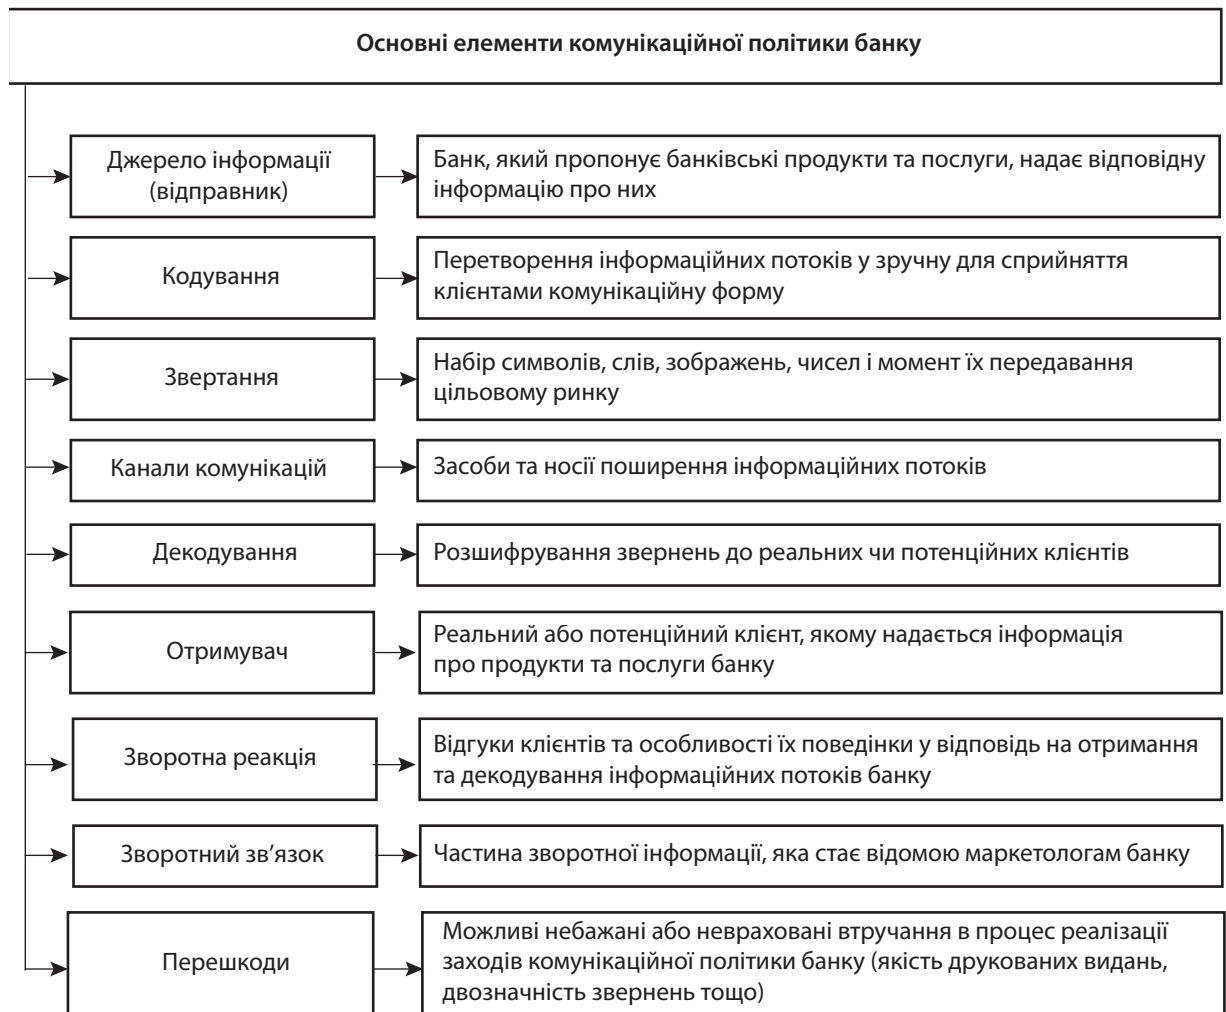 Основні елементи комунікаційної політики банку
Джерело інформації
(відправник)
Банк, який пропонує банківські продукти та послуги, надає відповідну
інформацію про них
Кодування
Перетворення інформаційних потоків у зручну для сприйняття
клієнтами комунікаційну форму
Звертання
Набір символів, слів, зображень, чисел і момент їх передавання
цільовому ринку
Канали комунікацій
Засоби та носії поширення інформаційних потоків
Декодування
Розшифрування звернень до реальних чи потенційних клієнтів
Отримувач
Реальний або потенційний клієнт, якому надається інформація
про продукти та послуги банку
Зворотна реакція
Відгуки клієнтів та особливості їх поведінки у відповідь на отримання
та декодування інформаційних потоків банку
Зворотний зв’язок
Частина зворотної інформації, яка стає відомою маркетологам банку
Перешкоди
Можливі небажані або невраховані втручання в процес реалізації
заходів комунікаційної політики банку (якість друкованих видань,
двозначність звернень тощо)